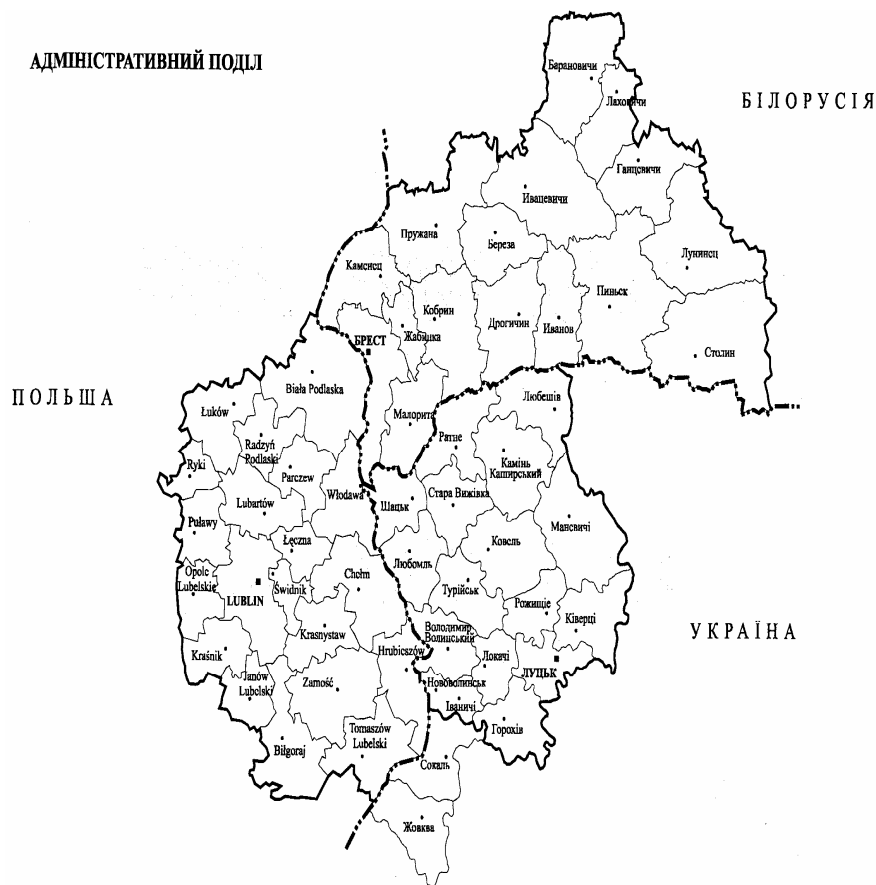 АДМІНІСТРАТИВНИЙ ПОДІЛ
БІЛОРУСІЯ
ПОЛЬША
УКРАЇНА
Барановичи
Лаховичи
Ганцевичи
Ивацевичи
Пружана
Береза
Лунинец
Каменец
Кобрин
Жабинка
Дрогичин
Иванов
Пиньск
Столин
БРЕСТ
Малорита
Biała Podlaska
Łuków
Radzyń
Podlaski
Ryki
Parczew
Włodawa
Lubartów
Puławy
Łęczna
Opole
Lubelskie
LUBLIN
Świdnik
Chełm
Krasnystaw
Kraśnik
Janów
Lubelski
Zamość
Hrubieszów
Biłgoraj
Tomaszów
Lubelski
Любешів
Ратне
Камінь
Каширський
Шацьк
Стара Вижівка
Маневичі
Любомль
Ковель
Турійськ
Рожище
Ківерці
Володимир
Волинський
Локачі
ЛУЦЬК
Нововолинськ
Іваничі
Горохів
Сокаль
Жовква